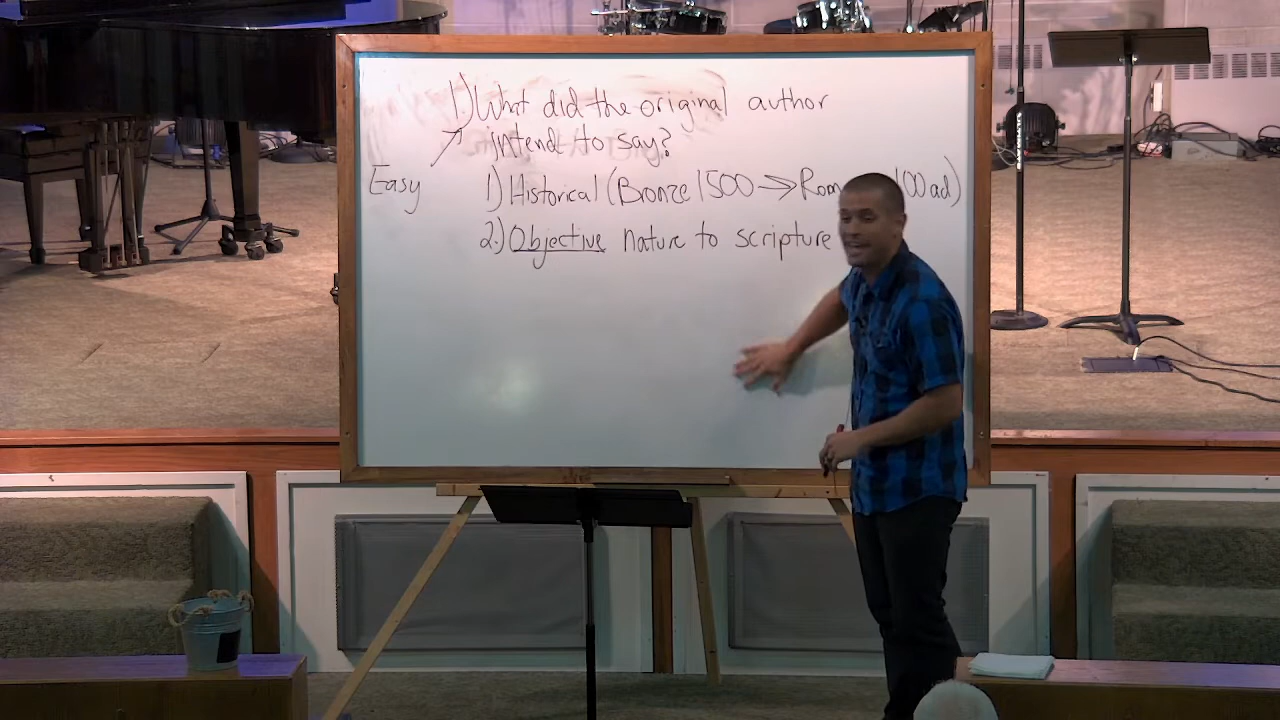 1) What did the original author
intend to say?
Easy
1) Historical (Bronze 1500 → 100 ad)
2.) Objective nature to scripture